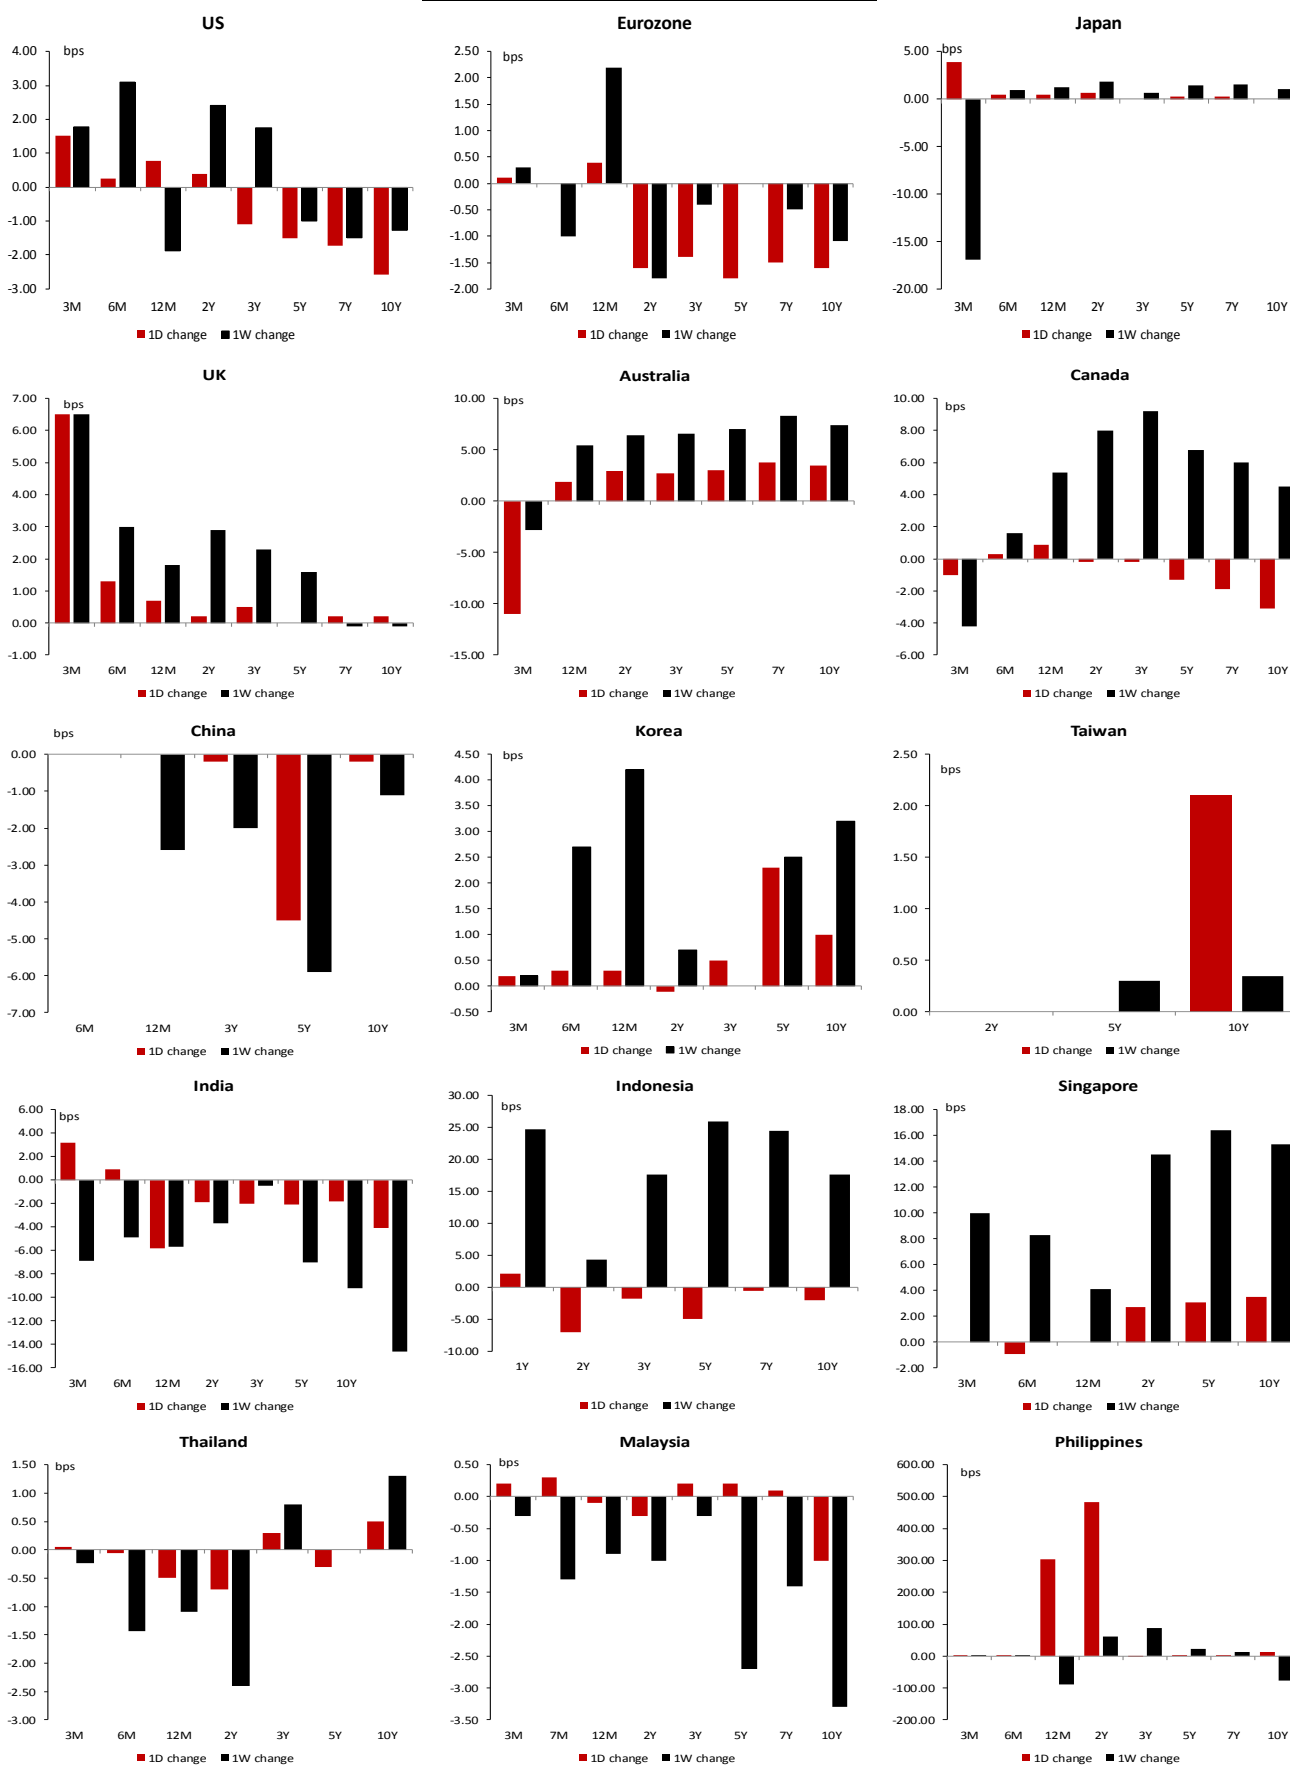 US
bps
4.00
3.00
2.00
1.00
0.00
-1.00
-2.00
-3.00
3M 6M 12M 2Y 3Y 5Y 7Y 10Y
1D change 1W change
Eurozone
bps
2.50
2.00
1.50
1.00
0.50
0.00
-0.50
-1.00
-1.50
-2.00
3M 6M 12M 2Y 3Y 5Y 7Y 10Y
1D change 1W change
Japan
bps
5.00
0.00
-5.00
-10.00
-15.00
-20.00
3M 6M 12M 2Y 3Y 5Y 7Y 10Y
1D change 1W change
UK
bps
7.00
6.00
5.00
4.00
3.00
2.00
1.00
0.00
-1.00
3M 6M 12M 2Y 3Y 5Y 7Y 10Y
1D change 1W change
Australia
bps
10.00
5.00
0.00
-5.00
-10.00
-15.00
3M 12M 2Y 3Y 5Y 7Y 10Y
1D change 1W change
Canada
bps
10.00
8.00
6.00
4.00
2.00
0.00
-2.00
-4.00
-6.00
3M 6M 12M 2Y 3Y 5Y 7Y 10Y
1D change 1W change
China
bps
0.00
-1.00
-2.00
-3.00
-4.00
-5.00
-6.00
-7.00
6M 12M 3Y 5Y 10Y
1D change 1W change
Korea
bps
4.50
4.00
3.50
3.00
2.50
2.00
1.50
1.00
0.50
0.00
-0.50
3M 6M 12M 2Y 3Y 5Y 10Y
1D change 1W change
Taiwan
bps
2.50
2.00
1.50
1.00
0.50
0.00
2Y 5Y 10Y
1D change 1W change
India
bps
6.00
4.00
2.00
0.00
-2.00
-4.00
-6.00
-8.00
-10.00
-12.00
-14.00
-16.00
3M 6M 12M 2Y 3Y 5Y 10Y
1D change 1W change
Indonesia
bps
30.00
25.00
20.00
15.00
10.00
5.00
0.00
-5.00
-10.00
1Y 2Y 3Y 5Y 7Y 10Y
1D change 1W change
Singapore
bps
18.00
16.00
14.00
12.00
10.00
8.00
6.00
4.00
2.00
0.00
-2.00
3M 6M 12M 2Y 5Y 10Y
1D change 1W change
Thailand
bps
1.50
1.00
0.50
0.00
-0.50
-1.00
-1.50
-2.00
-2.50
-3.00
3M 6M 12M 2Y 3Y 5Y 10Y
1D change 1W change
Malaysia
bps
0.50
0.00
-0.50
-1.00
-1.50
-2.00
-2.50
-3.00
-3.50
3M 7M 12M 2Y 3Y 5Y 7Y 10Y
1D change 1W change
Philippines
bps
600.00
500.00
400.00
300.00
200.00
100.00
0.00
-100.00
-200.00
3M 6M 12M 2Y 3Y 5Y 7Y 10Y
1D change 1W change